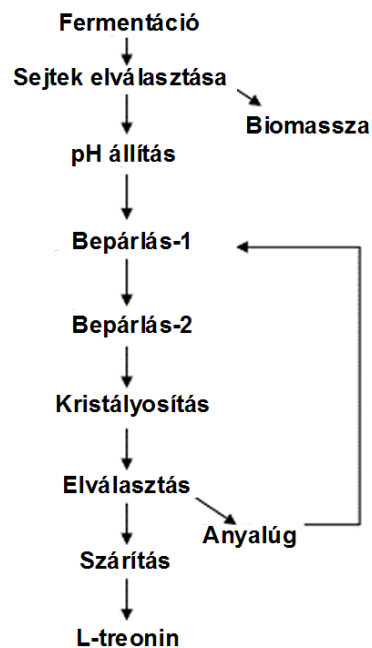 Fermentáció
Sejtek elválasztása
Biomassza
pH állítás
Bepárlás-1
Bepárlás-2
Kristályosítás
Elválasztás
Anyalúg
Szárítás
L-treonin